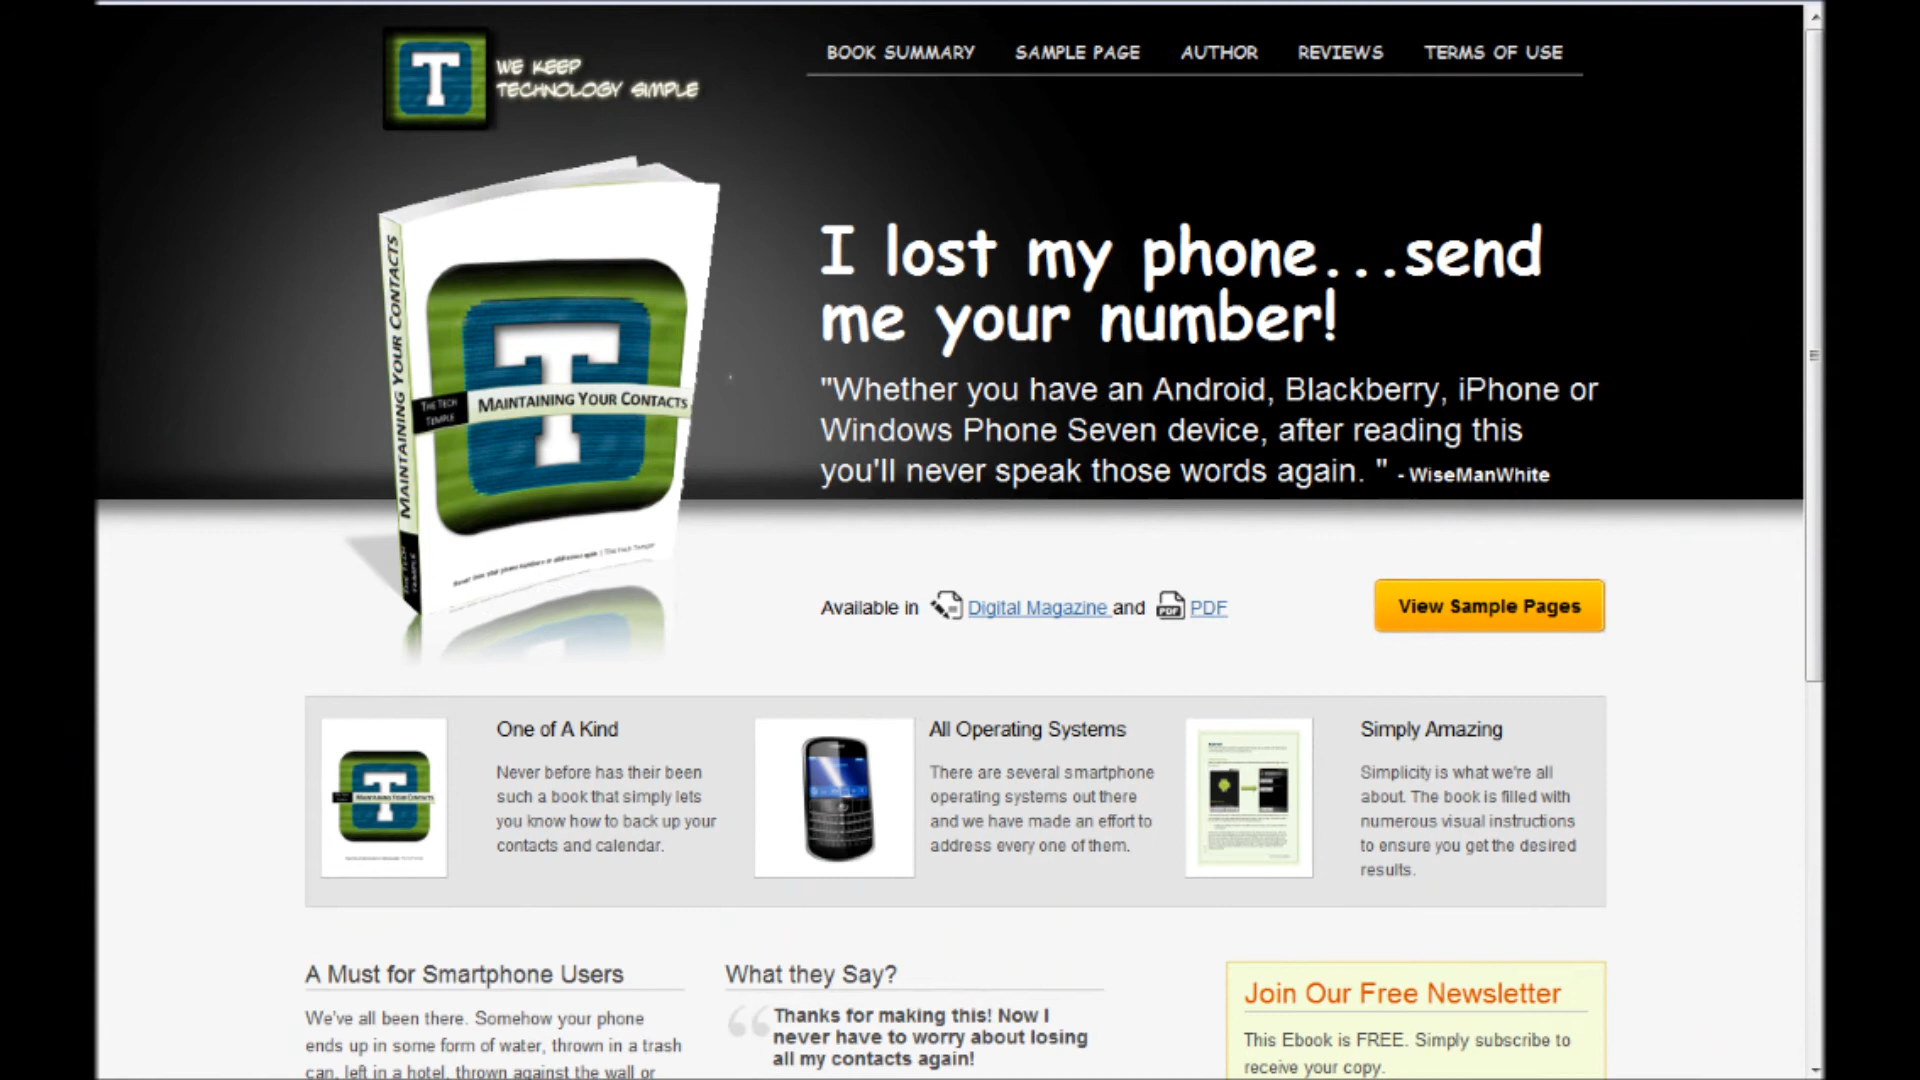 T
WE KEEP
TECHNOLOGY SIMPLE
BOOK SUMMARY SAMPLE PAGE AUTHOR REVIEWS TERMS OF USE
MAINTAINING YOUR CONTACTS
T
THE TECH
TEMPLE
MAINTAINING YOUR CONTACTS
I lost my phone...send
me your number!
"Whether you have an Android, Blackberry, iPhone or
Windows Phone Seven device, after reading this
you'll never speak those words again. " - WiseManWhite
Available in Digital Magazine and PDF
View Sample Pages
One of A Kind
Never before has their been
such a book that simply lets
you know how to back up your
contacts and calendar.
All Operating Systems
There are several smartphone
operating systems out there
and we have made an effort to
address every one of them.
Simply Amazing
Simplicity is what we're all
about. The book is filled with
numerous visual instructions
to ensure you get the desired
results.
A Must for Smartphone Users
We've all been there. Somehow your phone
ends up in some form of water, thrown in a trash
can, left in a hotel, thrown against the wall or
What they Say?
Thanks for making this! Now I
never have to worry about losing
all my contacts again!
Join Our Free Newsletter
This Ebook is FREE. Simply subscribe to
receive your copy.